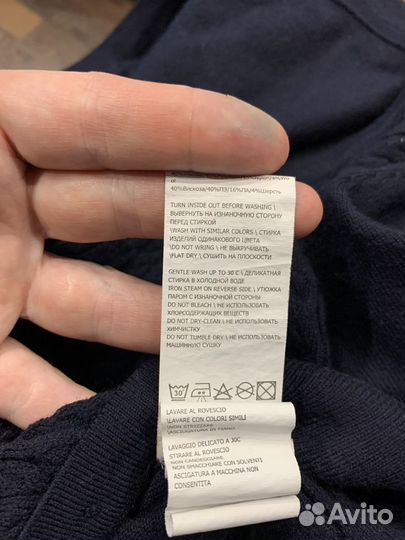 40%Вискоза/40%ПЭ/16%ПА/4%Шерсть
TURN INSIDE OUT BEFORE WASHING \
ВЫВЕРНУТЬ НА ИЗНАНОЧНУЮ СТОРОНУ
ПЕРЕД СТИРКОЙ
\WASH WITH SIMILAR COLORS \ СТИРКА
ИЗДЕЛИЙ ОДИНАКОВОГО ЦВЕТА
\DO NOT WRING \ НЕ ВЫКРУЧИВАТЬ
\FLAT DRY\ СУШИТЬ НА ПЛОСКОСТИ
GENTLE WASH UP TO 30 C \ ДЕЛИКАТНАЯ
СТИРКА В ХОЛОДНОЙ ВОДЕ
IRON STEAM ON REVERSE SIDE \ УТЮЖКА
ПАРОМ С ИЗНАНОЧНОЙ СТОРОНЫ
DO NOT BLEACH \ НЕ ИСПОЛЬЗОВАТЬ
ХЛОРСОДЕРЖАЩИХ ВЕЩЕСТВ
DO NOT DRY-CLEAN \ НЕ ИСПОЛЬЗОВАТЬ
ХИМЧИСТКУ
DO NOT TUMBLE DRY \ НЕ ИСПОЛЬЗОВАТЬ
МАШИННУЮ СУШКУ
30°
LAVARE AL ROVESCIO
\LAVARE CON COLORI SIMILI
\NON STRIZZARE
\ASCIUGATURA IN PIANO
LAVAGGIO DELICATO A 30C
STIRARE AL ROVESCIO
NON CANDEGGIARE
NON SMACCHIARE CON SOLVENTI
ASCIUGATA A MACCHINA NON
CONSENTITA
Avito